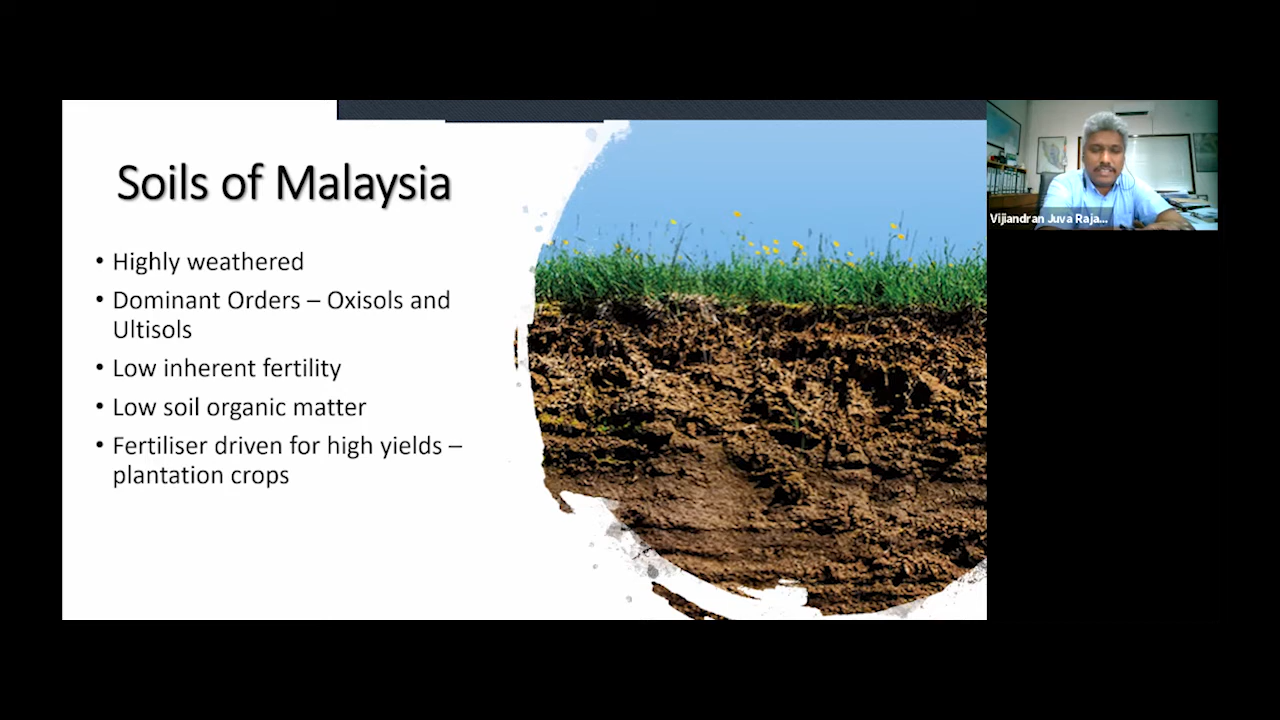 Soils of Malaysia
• Highly weathered
• Dominant Orders – Oxisols and
Ultisols
• Low inherent fertility
• Low soil organic matter
• Fertiliser driven for high yields –
plantation crops
Vijiandran Juva Raja...